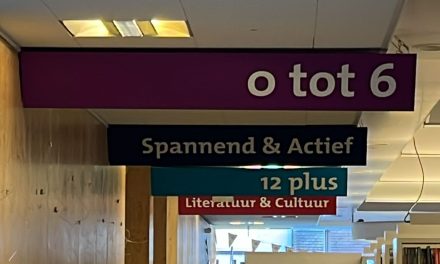 0 tot 6
Spannend & Actief
12 plus
Literatuur & Cultuur